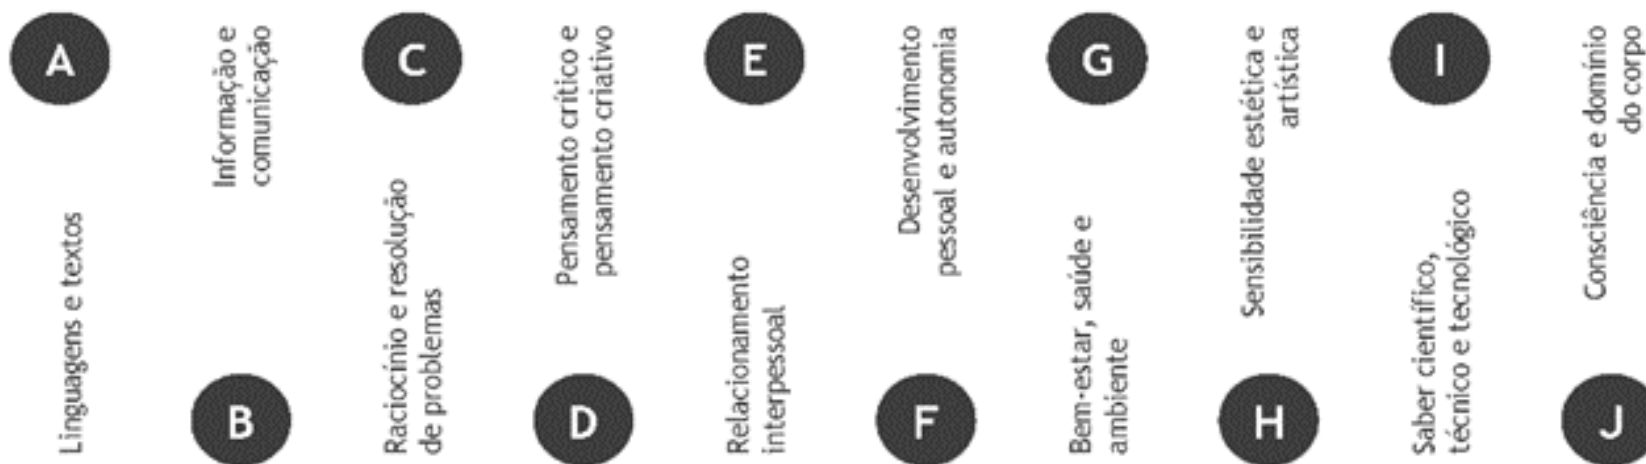 A
Linguagens e textos
B
Informação e
comunicação
C
Raciocínio e resolução
de problemas
D
Pensamento crítico e
pensamento criativo
E
Relacionamento
interpessoal
F
Desenvolvimento
pessoal e autonomia
G
Bem-estar, saúde e
ambiente
H
Sensibilidade estética e
artística
I
Saber científico,
técnico e tecnológico
J
Consciência e domínio
do corpo